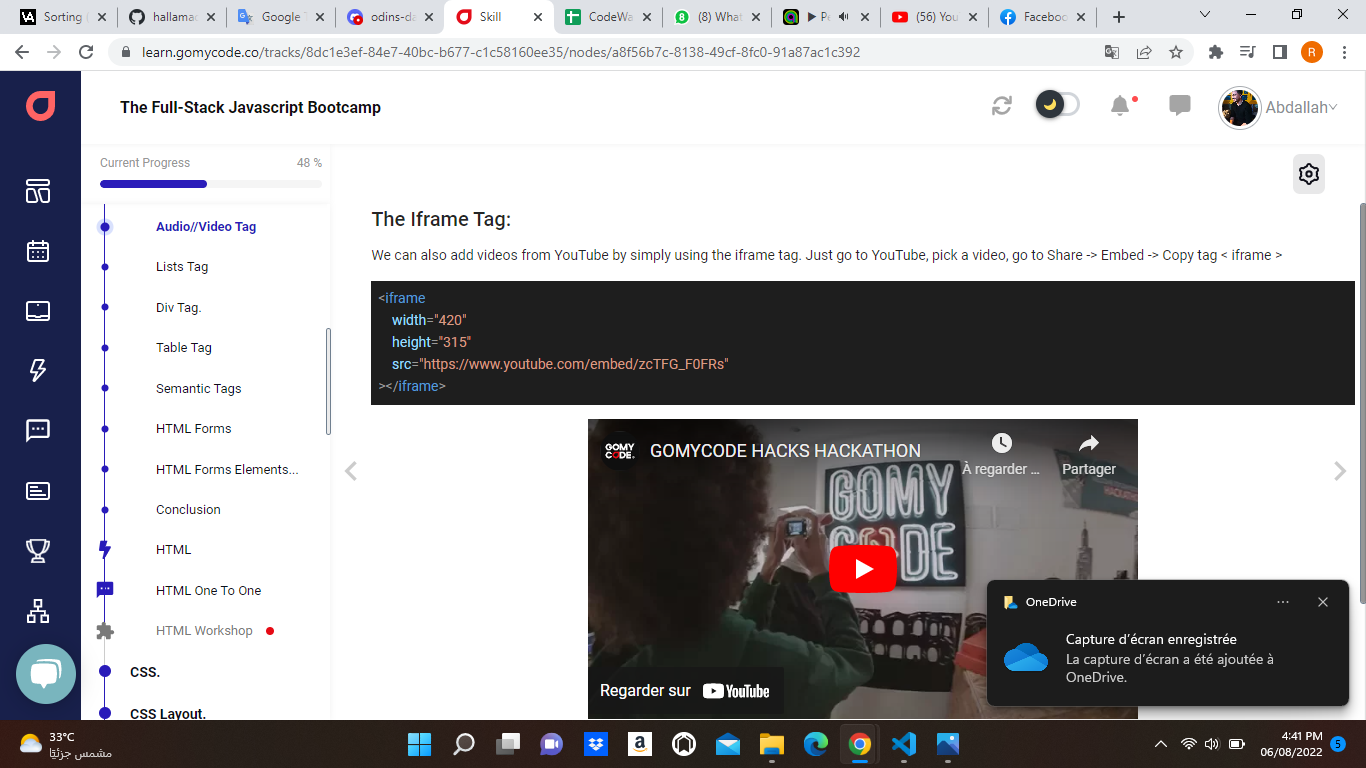 Sorting
hallamac
Google
odins-da
Skill
CodeWa
(8) What
(56) You
Faceboo
learn.gomycode.co/tracks/8dc1e3ef-84e7-40bc-b677-c1c58160ee35/nodes/a8f56b7c-8138-49cf-8fc0-91a87ac1c392
R
The Full-Stack Javascript Bootcamp
Abdallah
Current Progress
48 %
Audio//Video Tag
Lists Tag
Div Tag.
Table Tag
Semantic Tags
HTML Forms
HTML Forms Elements...
Conclusion
HTML
HTML One To One
HTML Workshop
CSS.
CSS Layout.
The Iframe Tag:
We can also add videos from YouTube by simply using the iframe tag. Just go to YouTube, pick a video, go to Share -> Embed -> Copy tag < iframe >
<iframe
width="420"
height="315"
src="https://www.youtube.com/embed/zcTFG_F0FRs"
></iframe>
GOMY
CODE
GOMYCODE HACKS HACKATHON
À regarder ...
Partager
GOMY
CODE
Regarder sur YouTube
OneDrive
Capture d'écran enregistrée
La capture d'écran a été ajoutée à
OneDrive.
33°C
مشمس جزئيًا
4:41 PM
06/08/2022
5